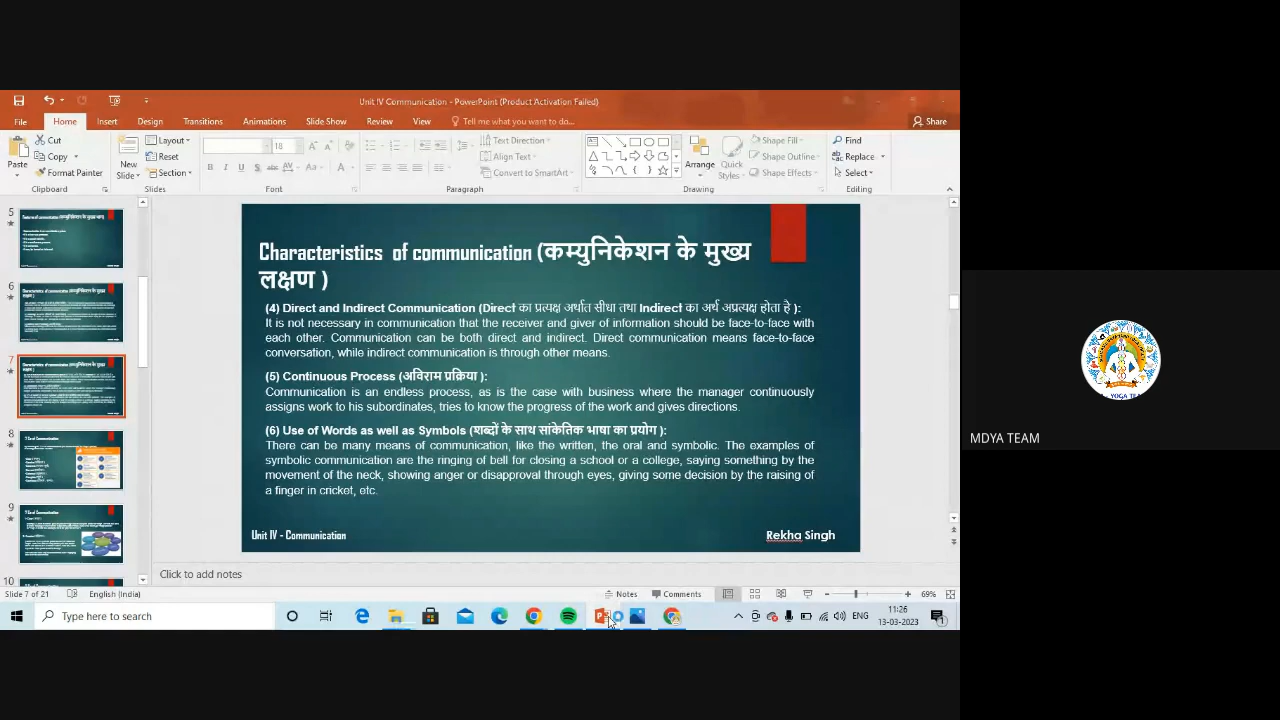 Unit IV Communication - PowerPoint (Product Activation Failed)
File Home Insert Design Transitions Animations Slide Show Review View Tell me what you want to do... Share
Cut Layout 18 Text Direction Shape Fill Find
Copy Reset Align Text Shape Outline Replace
Paste Format Painter New Slide Section B I U S abc AV Aa A Convert to SmartArt Arrange Quick Styles Shape Effects Select
Clipboard Slides Font Paragraph Drawing Editing
5
6
7
8
9
10
Characteristics of communication (कम्युनिकेशन के मुख्य
लक्षण )
(4) Direct and Indirect Communication (Direct का प्रत्यक्ष अर्थात सीधा तथा Indirect का अर्थ अप्रत्यक्ष होता है ):
It is not necessary in communication that the receiver and giver of information should be face-to-face with
each other. Communication can be both direct and indirect. Direct communication means face-to-face
conversation, while indirect communication is through other means.
(5) Continuous Process (अविराम प्रक्रिया ):
Communication is an endless process, as is the case with business where the manager continuously
assigns work to his subordinates, tries to know the progress of the work and gives directions.
(6) Use of Words as well as Symbols (शब्दों के साथ सांकेतिक भाषा का प्रयोग ):
There can be many means of communication, like the written, the oral and symbolic. The examples of
symbolic communication are the ringing of bell for closing a school or a college, saying something by the
movement of the neck, showing anger or disapproval through eyes, giving some decision by the raising of
a finger in cricket, etc.
Unit IV - Communication Rekha Singh
Click to add notes
Slide 7 of 21 English (India) Notes Comments 69%
Type here to search ENG 11:26
13-03-2023
MDYA TEAM